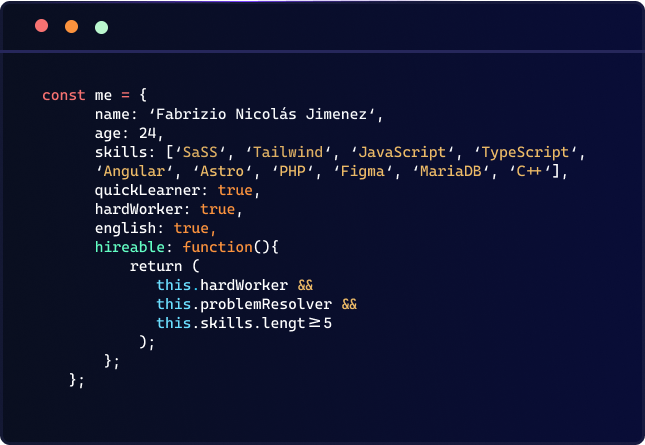 const me = {
name: ‘Fabrizio Nicolás Jimenez‘,
age: 24,
skills: [‘SaSS‘, ‘Tailwind‘, ‘JavaScript‘, ‘TypeScript‘,
‘Angular‘, ‘Astro‘, ‘PHP‘, ‘Figma‘, ‘MariaDB‘, ‘C++‘],
quickLearner: true,
hardWorker: true,
english: true,
hireable: function(){
return (
this.hardWorker &&
this.problemResolver &&
this.skills.lengt≥5
);
};
};